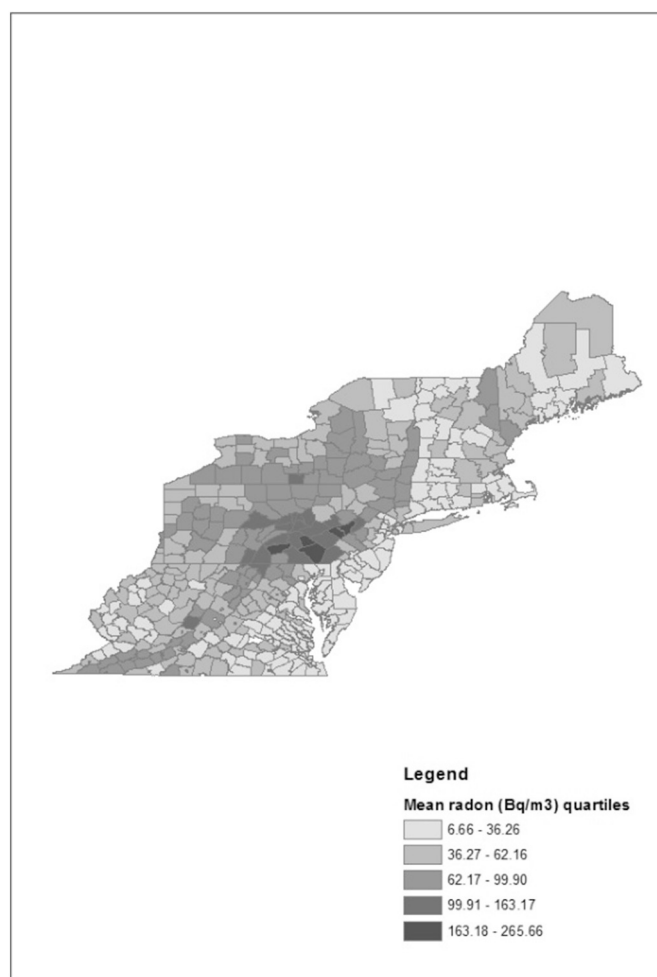 Legend
Mean radon (Bq/m3) quartiles
6.66 - 36.26
36.27 - 62.16
62.17 - 99.90
99.91 - 163.17
163.18 - 265.66